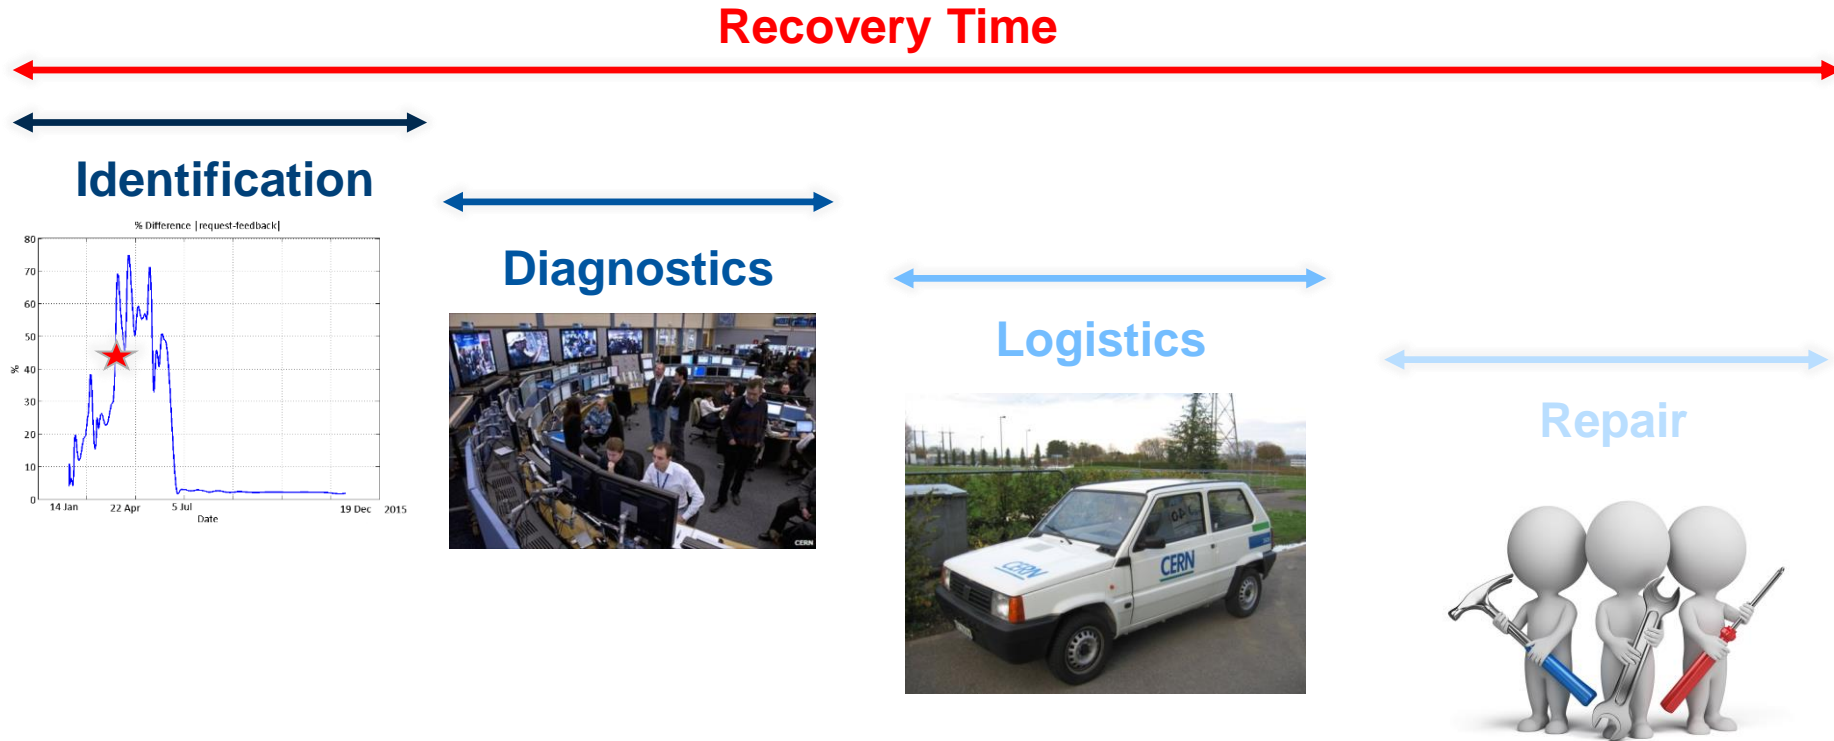 Recovery Time
Identification
% Difference |request-feedback|
80
70
60
50
40
30
20
10
0
%
14 Jan 22 Apr 5 Jul 19 Dec 2015
Date
Diagnostics
CERN
Logistics
CERN
CERN
Repair